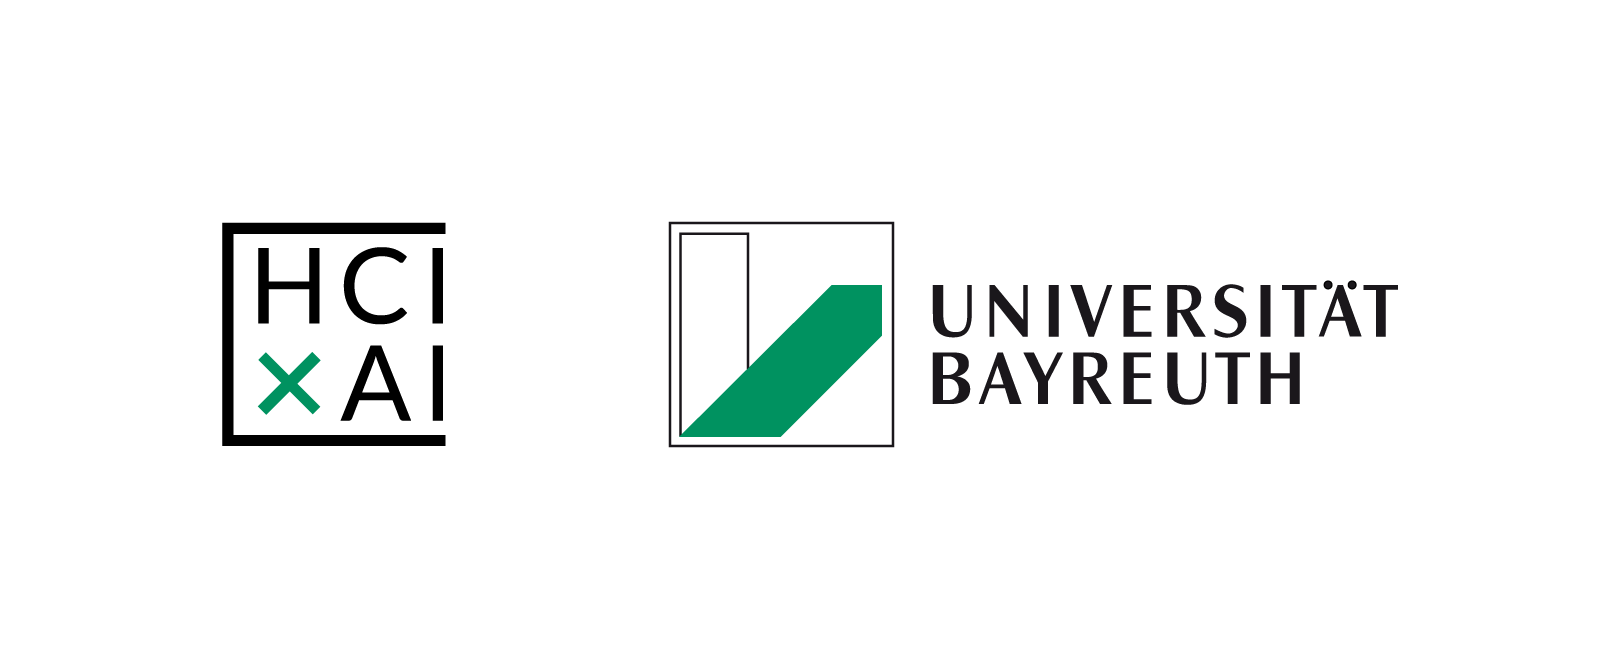 HCI
× AI
UNIVERSITÄT
BAYREUTH